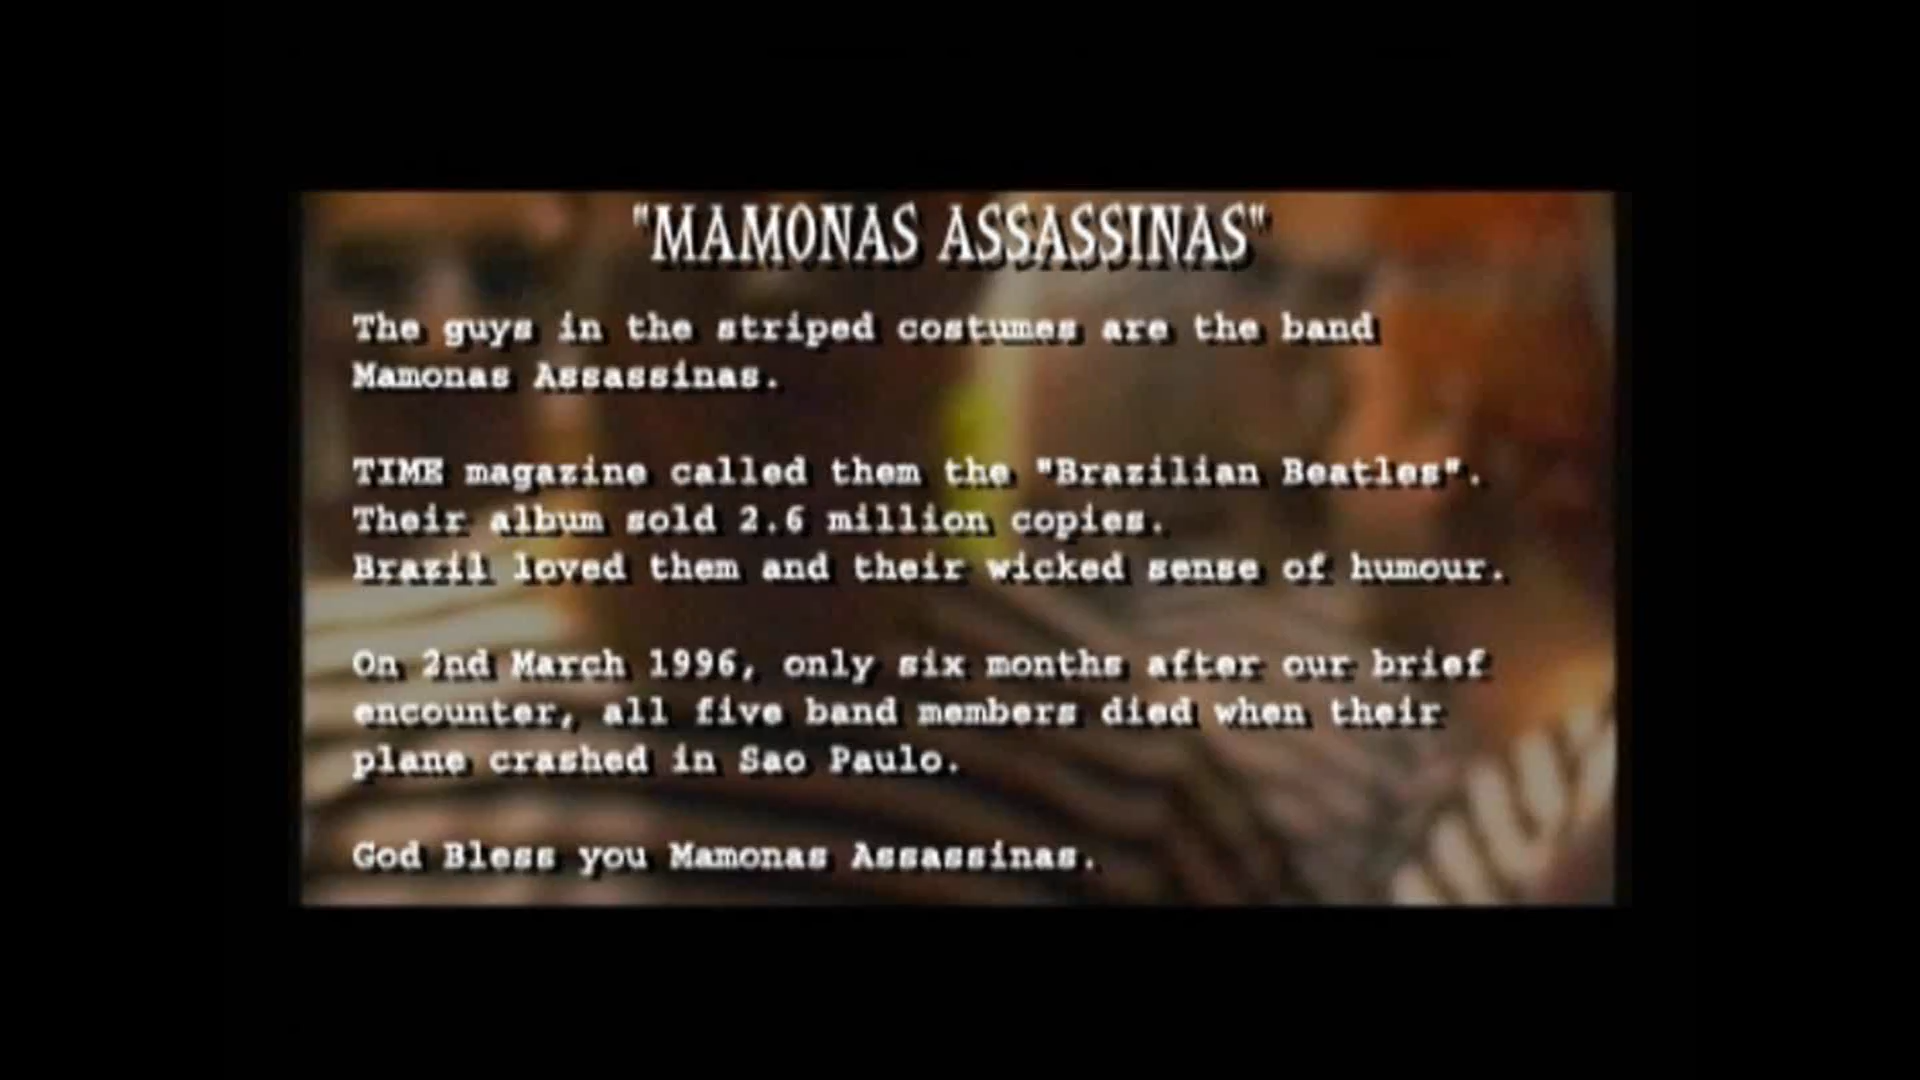 "MAMONAS ASSASSINAS"
The guys in the striped costumes are the band
Mamonas Assassinas.
TIME magazine called them the "Brazilian Beatles".
Their album sold 2.6 million copies.
Brazil loved them and their wicked sense of humour.
On 2nd March 1996, only six months after our brief
encounter, all five band members died when their
plane crashed in Sao Paulo.
God Bless you Mamonas Assassinas.